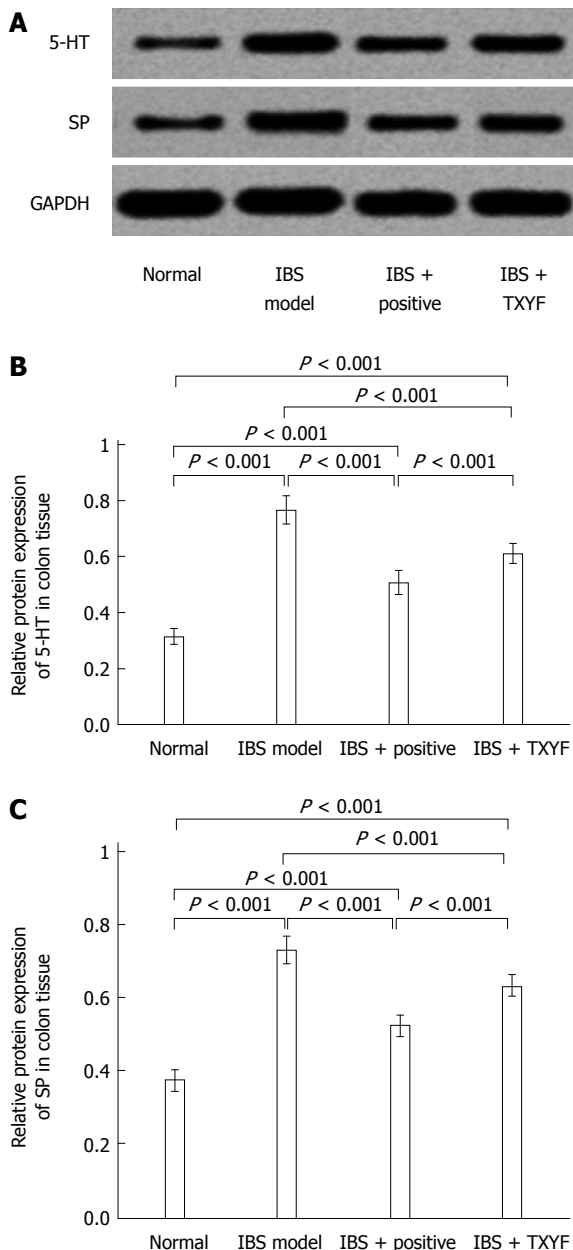 A
5-HT
SP
GAPDH
Normal
IBS
model
IBS +
positive
IBS +
TXYF
B
P < 0.001
P < 0.001
P < 0.001
P < 0.001
P < 0.001
P < 0.001
Relative protein expression
of 5-HT in colon tissue
1
0.8
0.6
0.4
0.2
0.0
Normal
IBS model
IBS + positive
IBS + TXYF
C
P < 0.001
P < 0.001
P < 0.001
P < 0.001
P < 0.001
P < 0.001
Relative protein expression
of SP in colon tissue
1
0.8
0.6
0.4
0.2
0.0
Normal
IBS model
IBS + positive
IBS + TXYF